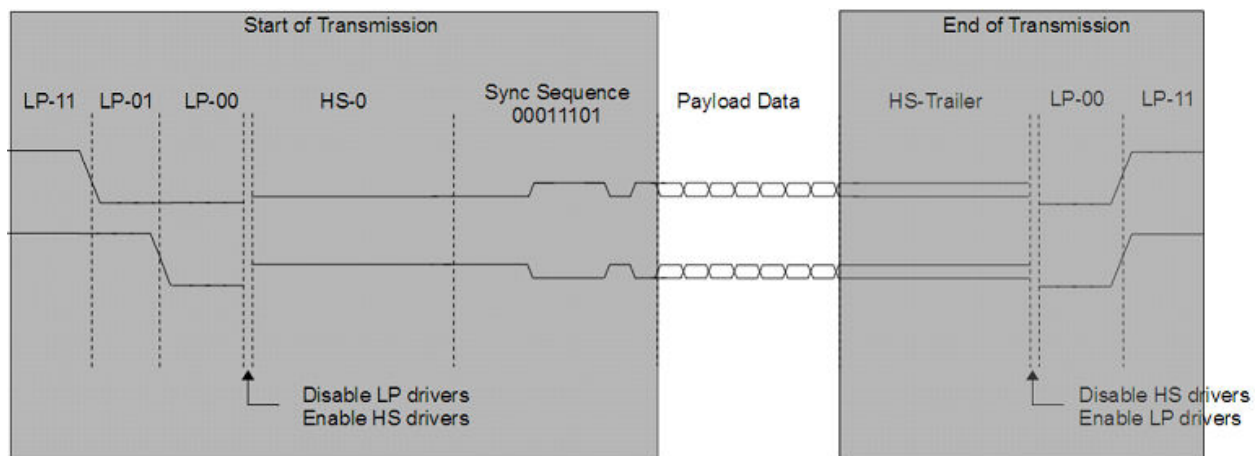 Start of Transmission
End of Transmission
LP-11
LP-01
LP-00
HS-0
Sync Sequence
00011101
Payload Data
HS-Trailer
LP-00
LP-11
Disable LP drivers
Enable HS drivers
Disable HS drivers
Enable LP drivers